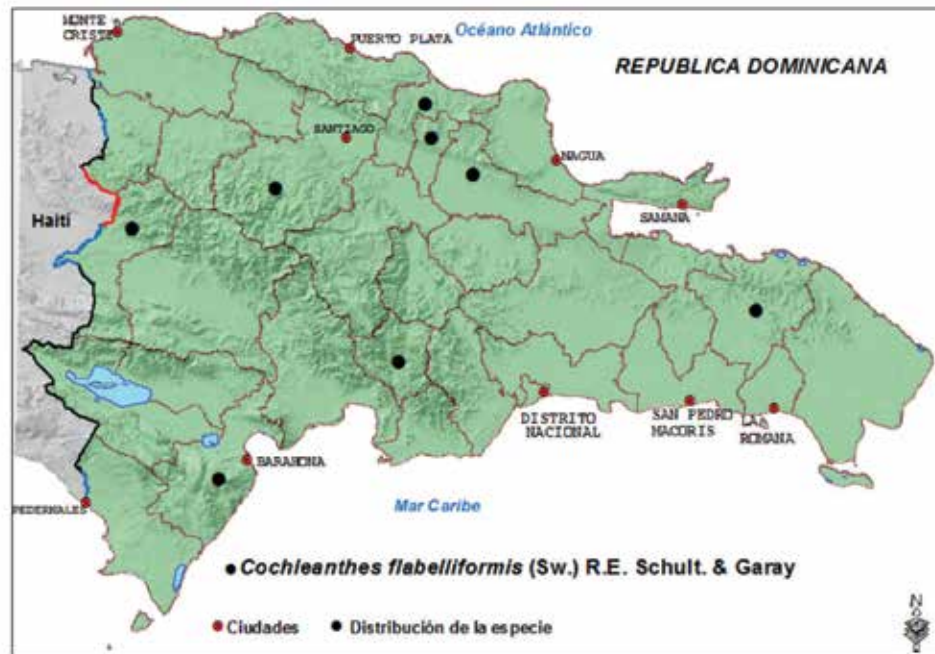 MONTE
CRISTI
PUERTO PLATA
Océano Atlántico
REPUBLICA DOMINICANA
SANTIAGO
NAGUA
SAMANA
Haití
DISTRITO
NACIONAL
SAN PEDRO
MACORIS
LA
ROMANA
BARAHONA
PEDERNALES
Mar Caribe
Cochleanthes flabelliformis (Sw.) R.E. Schult. & Garay
Ciudades
Distribución de la especie
N